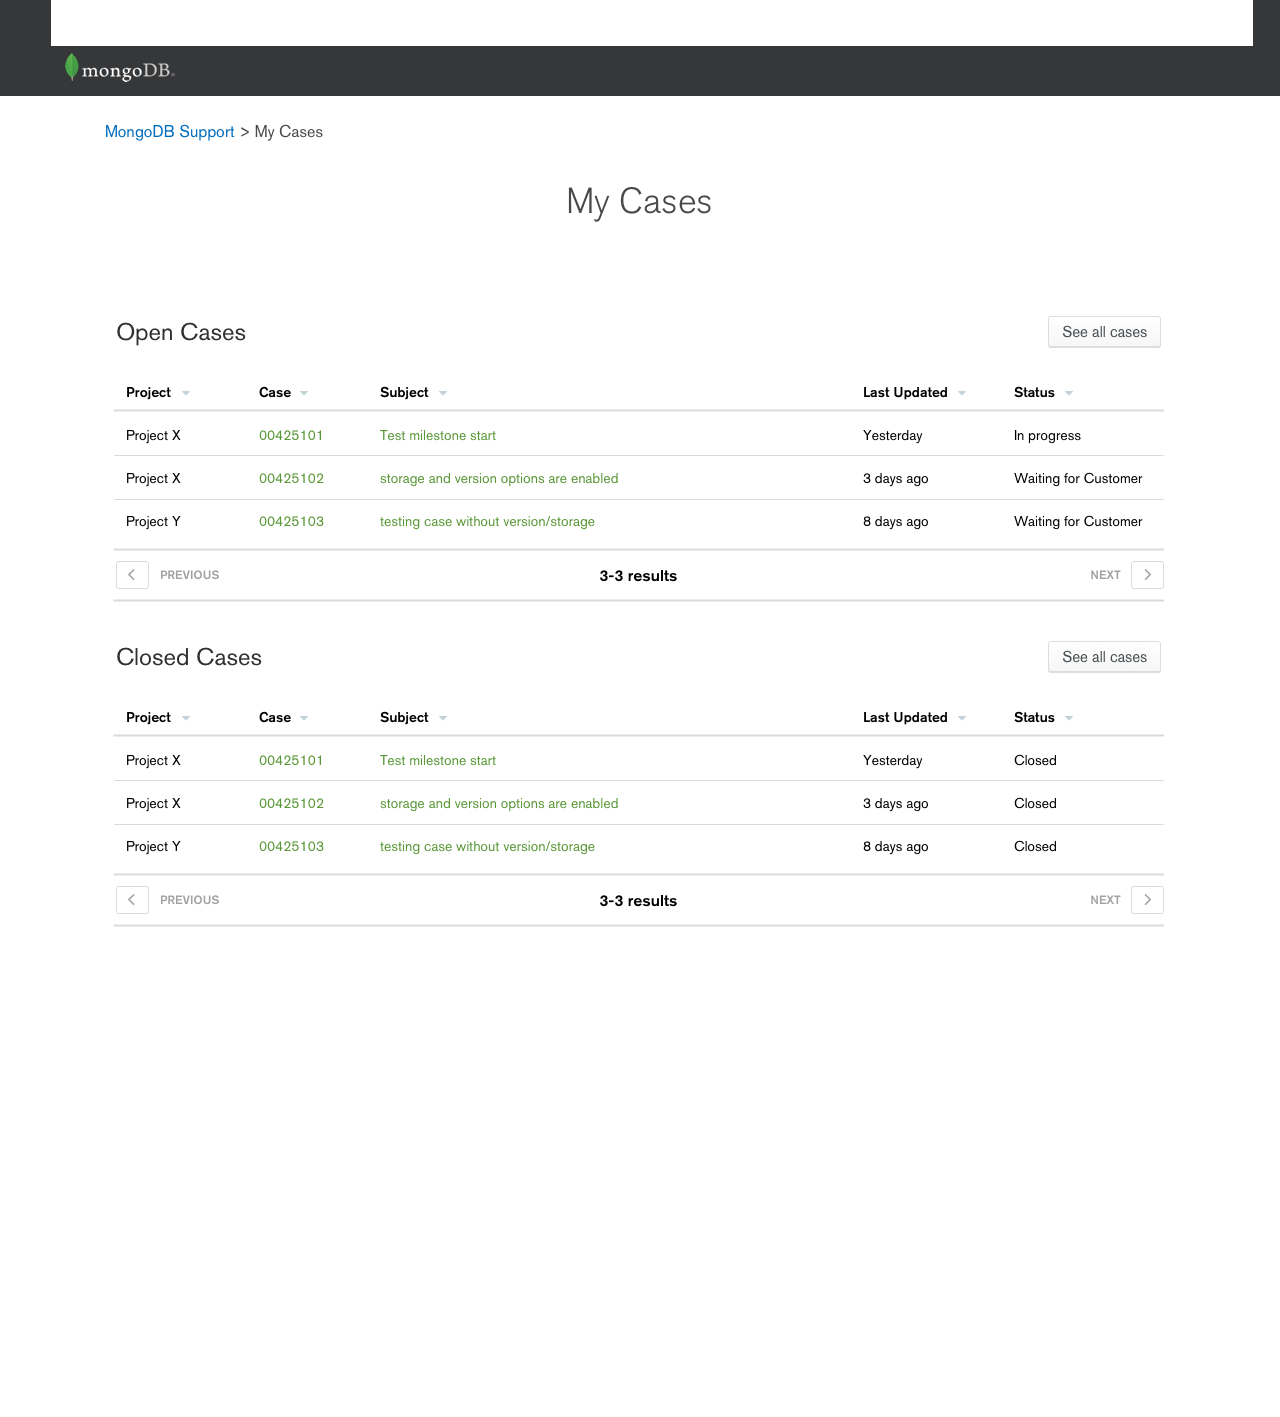 mongoDB
MongoDB Support > My Cases
My Cases
Open Cases See all cases
Project Case Subject Last Updated Status
Project X 00425101 Test milestone start Yesterday In progress
Project X 00425102 storage and version options are enabled 3 days ago Waiting for Customer
Project Y 00425103 testing case without version/storage 8 days ago Waiting for Customer
PREVIOUS 3-3 results NEXT
Closed Cases See all cases
Project Case Subject Last Updated Status
Project X 00425101 Test milestone start Yesterday Closed
Project X 00425102 storage and version options are enabled 3 days ago Closed
Project Y 00425103 testing case without version/storage 8 days ago Closed
PREVIOUS 3-3 results NEXT